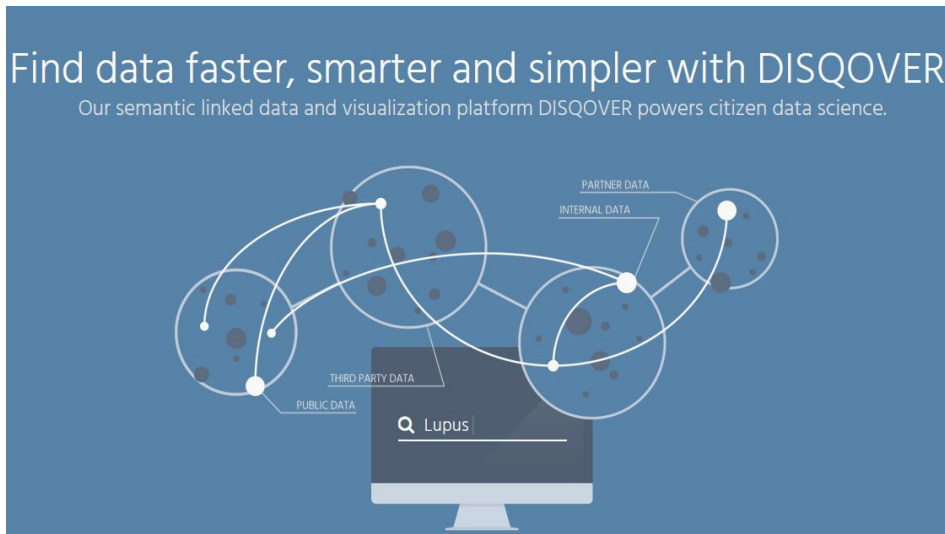 Find data faster, smarter and simpler with DISQOVER
Our semantic linked data and visualization platform DISQOVER powers citizen data science.
PARTNER DATA
INTERNAL DATA
THIRD PARTY DATA
PUBLIC DATA
Lupus